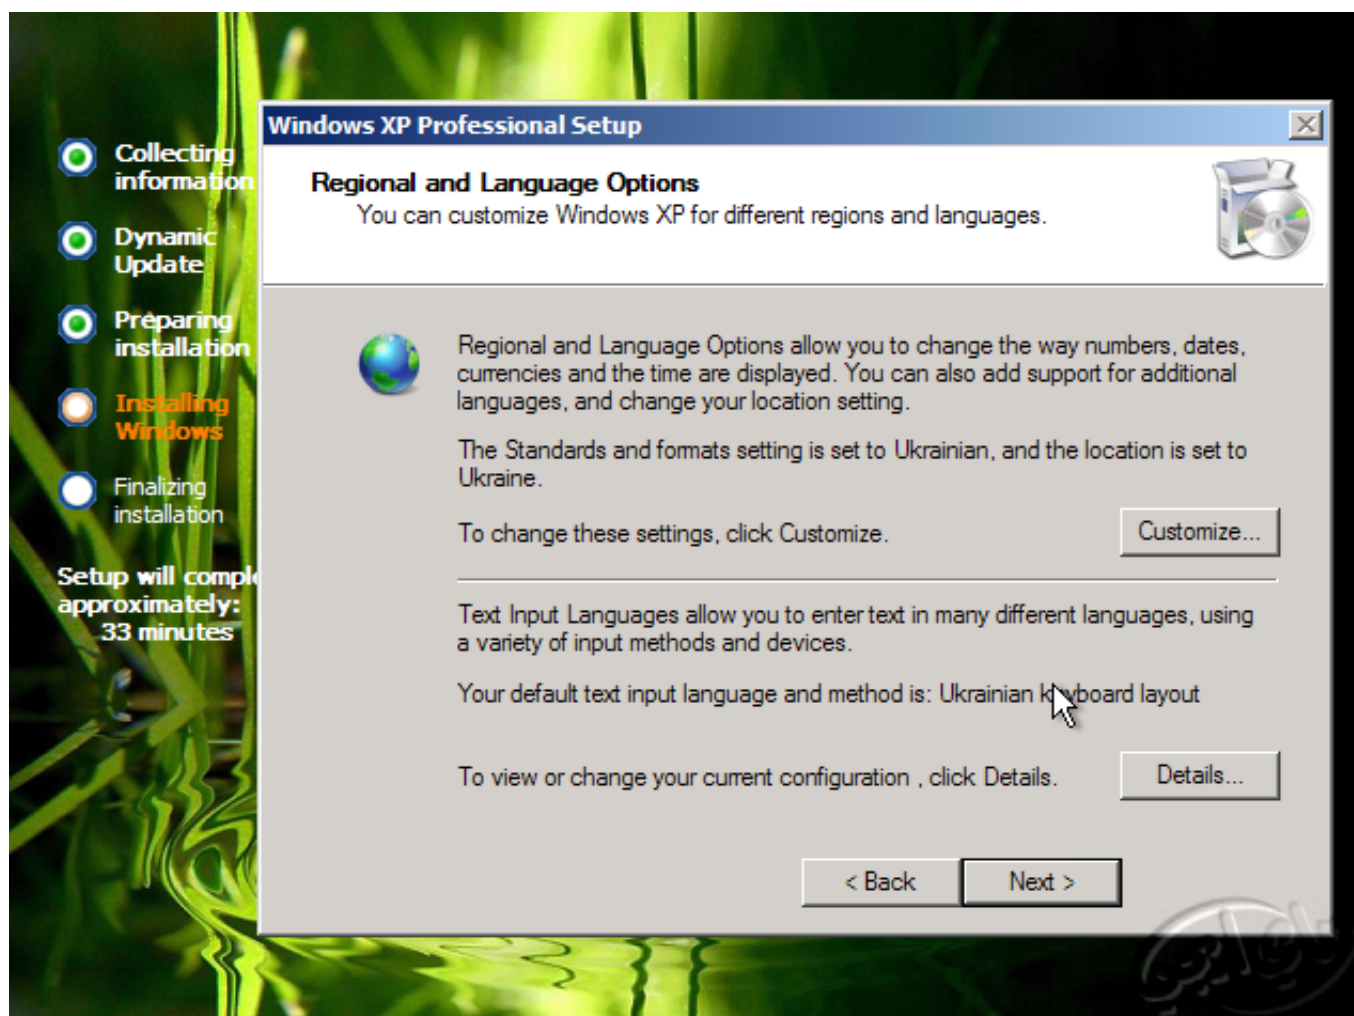 Windows XP Professional Setup
Collecting
information
Dynamic
Update
Preparing
installation
Installing
Windows
Finalizing
installation
Setup will comple
approximately:
33 minutes
Regional and Language Options
You can customize Windows XP for different regions and languages.
Regional and Language Options allow you to change the way numbers, dates,
currencies and the time are displayed. You can also add support for additional
languages, and change your location setting.
The Standards and formats setting is set to Ukrainian, and the location is set to
Ukraine.
To change these settings, click Customize.
Customize...
Text Input Languages allow you to enter text in many different languages, using
a variety of input methods and devices.
Your default text input language and method is: Ukrainian keyboard layout
To view or change your current configuration , click Details.
Details...
< Back
Next >